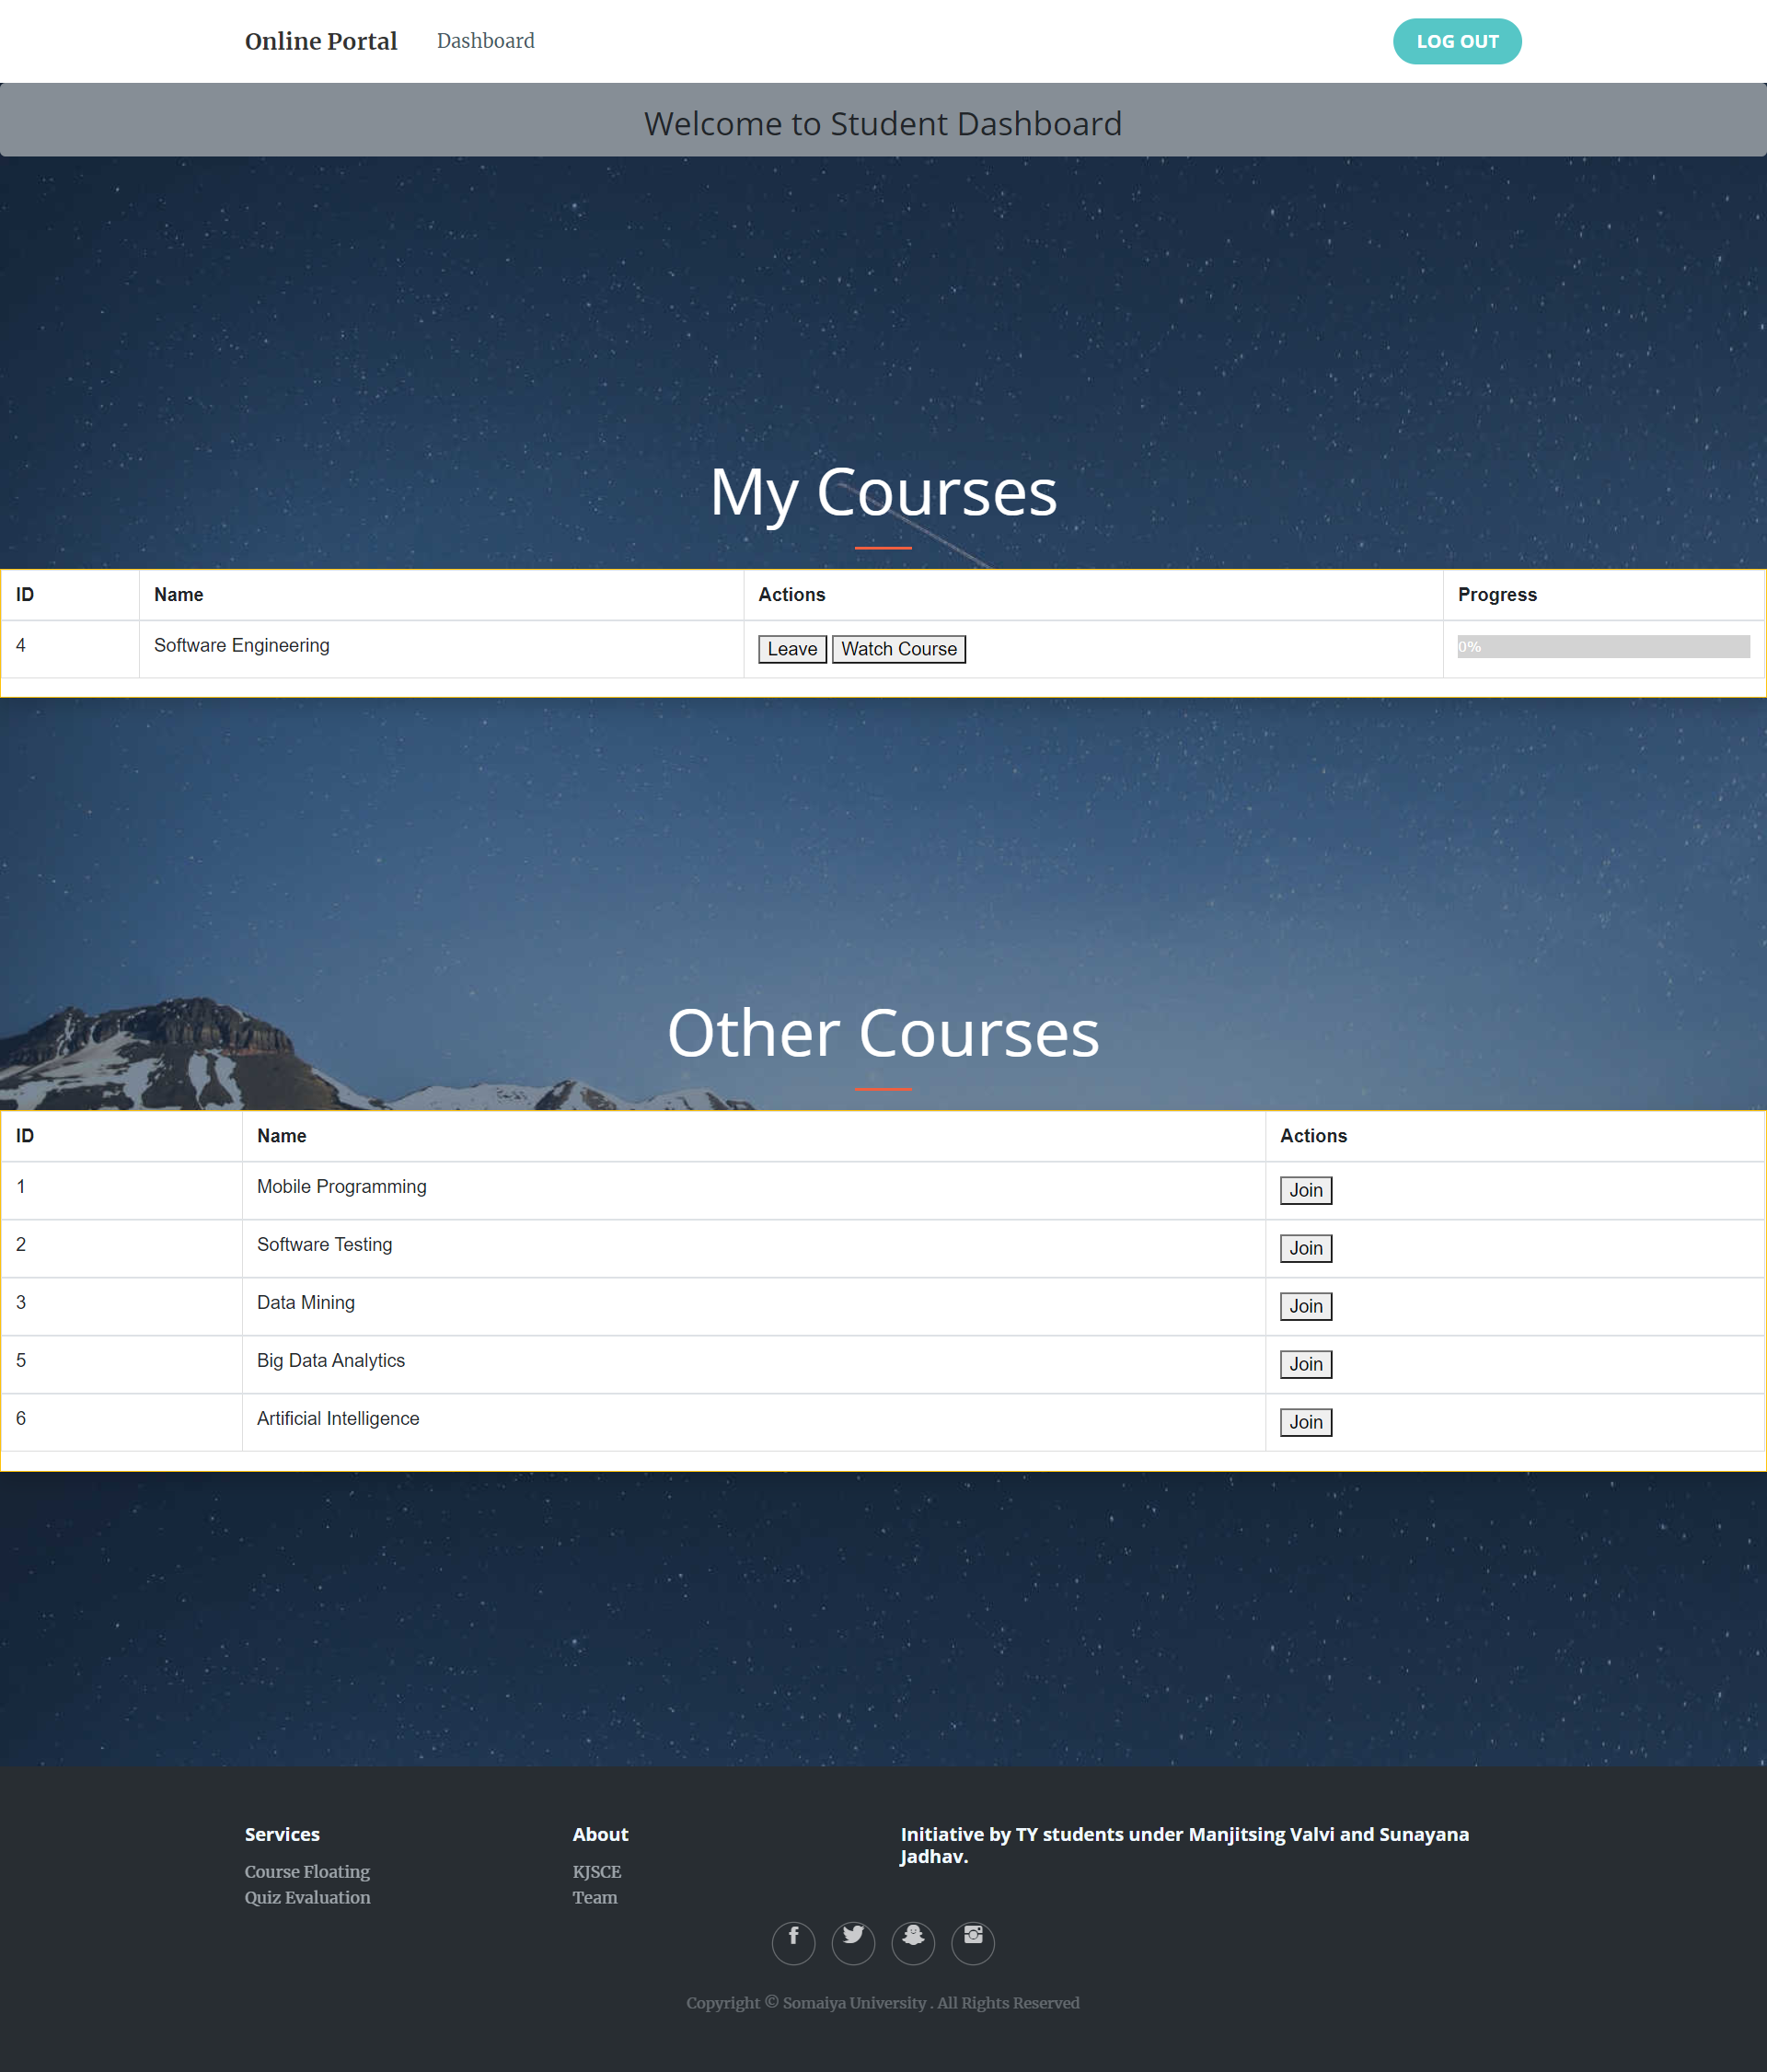 Online Portal Dashboard LOG OUT
Welcome to Student Dashboard
My Courses
ID Name Actions Progress
4 Software Engineering Leave Watch Course 0%
Other Courses
ID Name Actions
1 Mobile Programming Join
2 Software Testing Join
3 Data Mining Join
5 Big Data Analytics Join
6 Artificial Intelligence Join
Services
Course Floating
Quiz Evaluation
About
KJSCE
Team
Initiative by TY students under Manjitsing Valvi and Sunayana
Jadhav.
Copyright © Somaiya University . All Rights Reserved